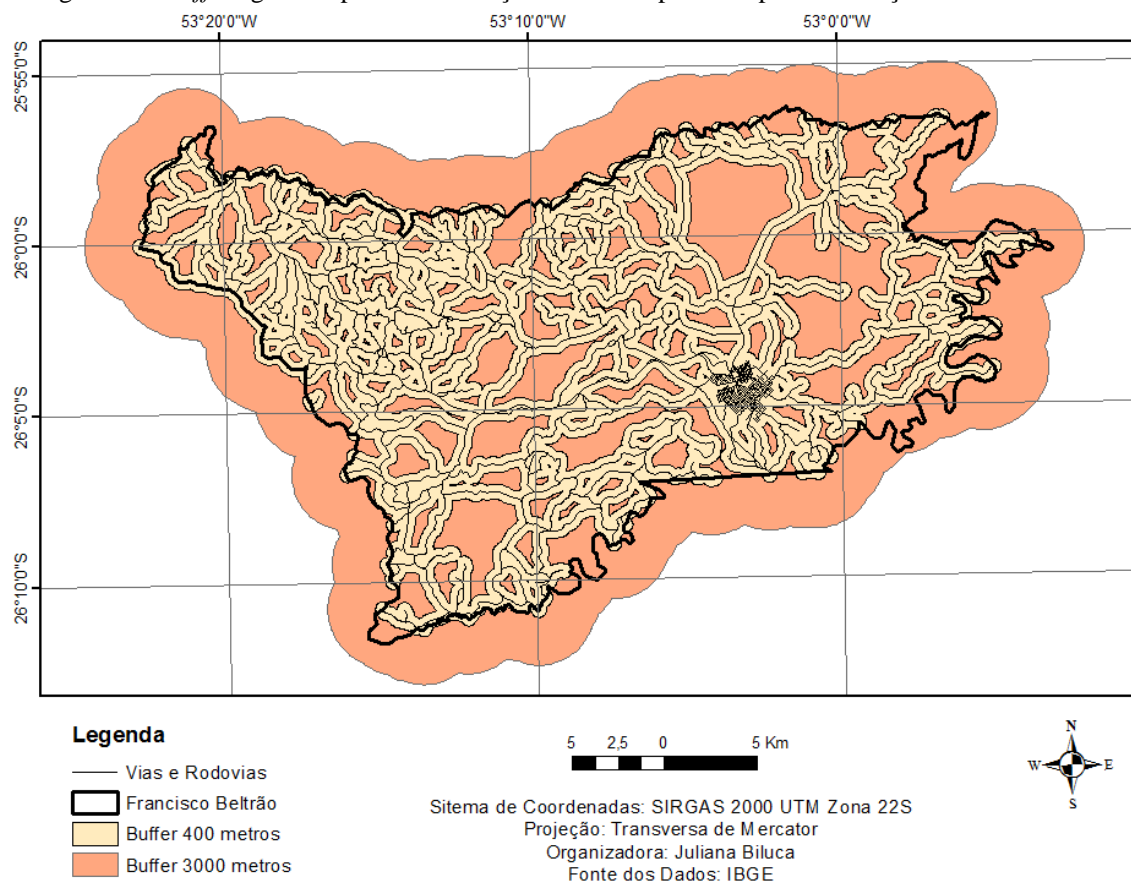 53°20'0"W 53°10'0"W 53°0'0"W
25°55'0"S
26°0'0"S
26°5'0"S
26°10'0"S
Legenda
Vias e Rodovias
Francisco Beltrão
Buffer 400 metros
Buffer 3000 metros
5 2,5 0 5 Km
Sitema de Coordenadas: SIRGAS 2000 UTM Zona 22S
Projeção: Transversa de Mercator
Organizadora: Juliana Biluca
Fonte dos Dados: IBGE
N
W E
S